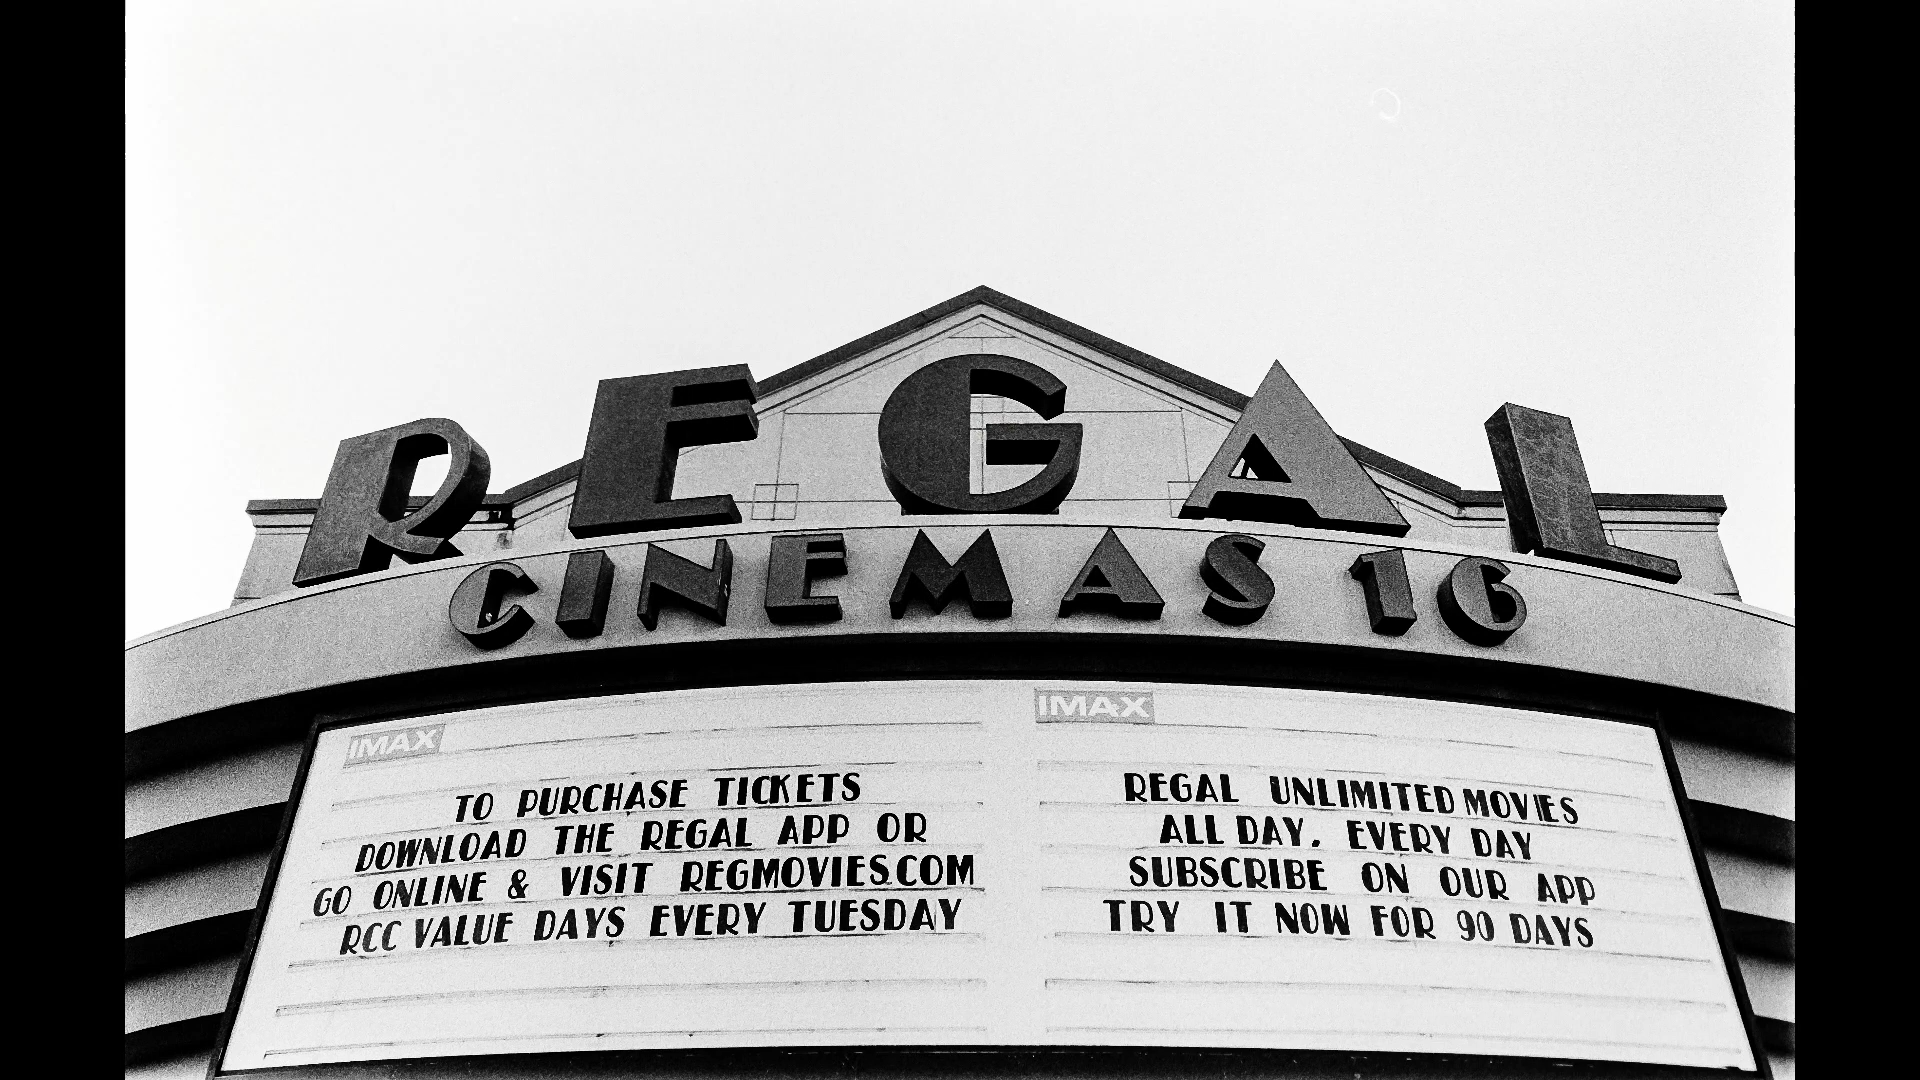 REGAL
CINEMAS 16
IMAX
TO PURCHASE TICKETS
DOWNLOAD THE REGAL APP OR
GO ONLINE & VISIT REGMOVIES.COM
RCC VALUE DAYS EVERY TUESDAY
IMAX
REGAL UNLIMITED MOVIES
ALL DAY, EVERY DAY
SUBSCRIBE ON OUR APP
TRY IT NOW FOR 90 DAYS